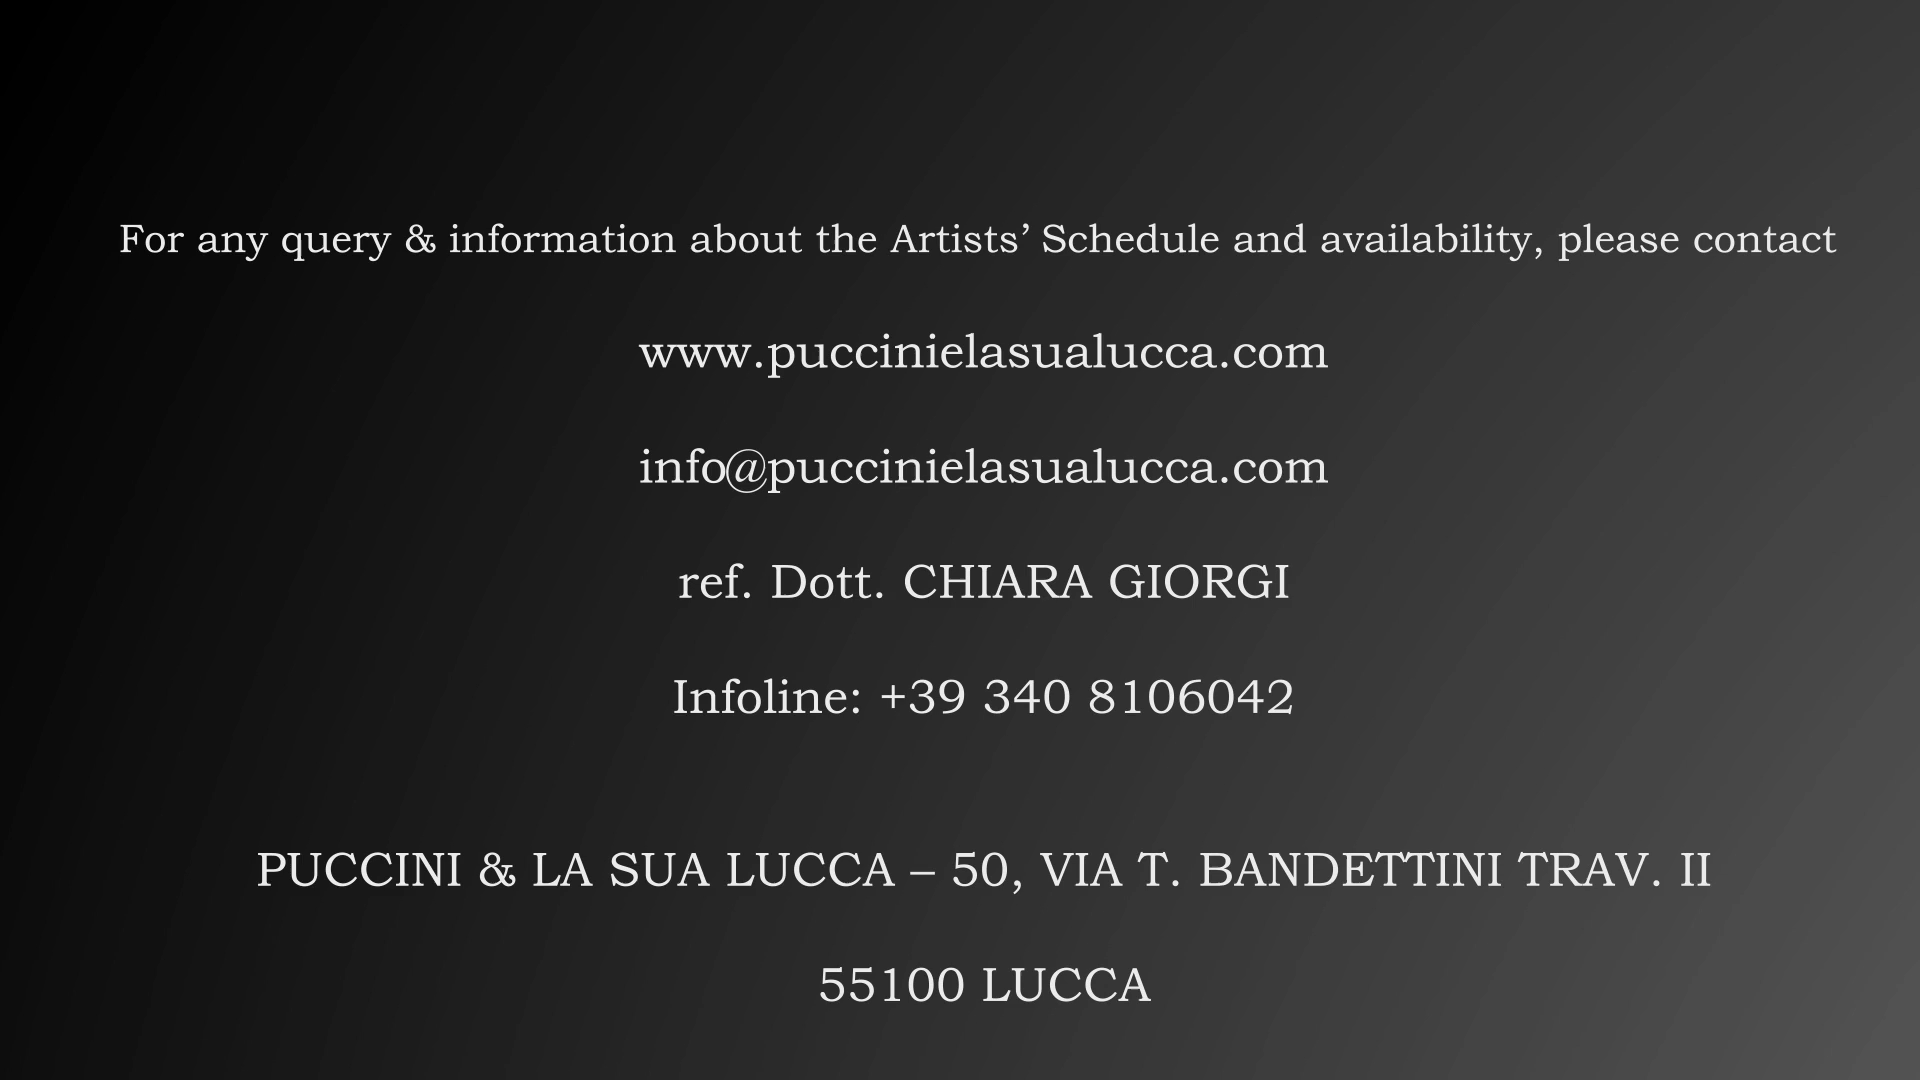 For any query & information about the Artists’ Schedule and availability, please contact
www.puccinielasualucca.com
info@puccinielasualucca.com
ref. Dott. CHIARA GIORGI
Infoline: +39 340 8106042
PUCCINI & LA SUA LUCCA – 50, VIA T. BANDETTINI TRAV. II
55100 LUCCA